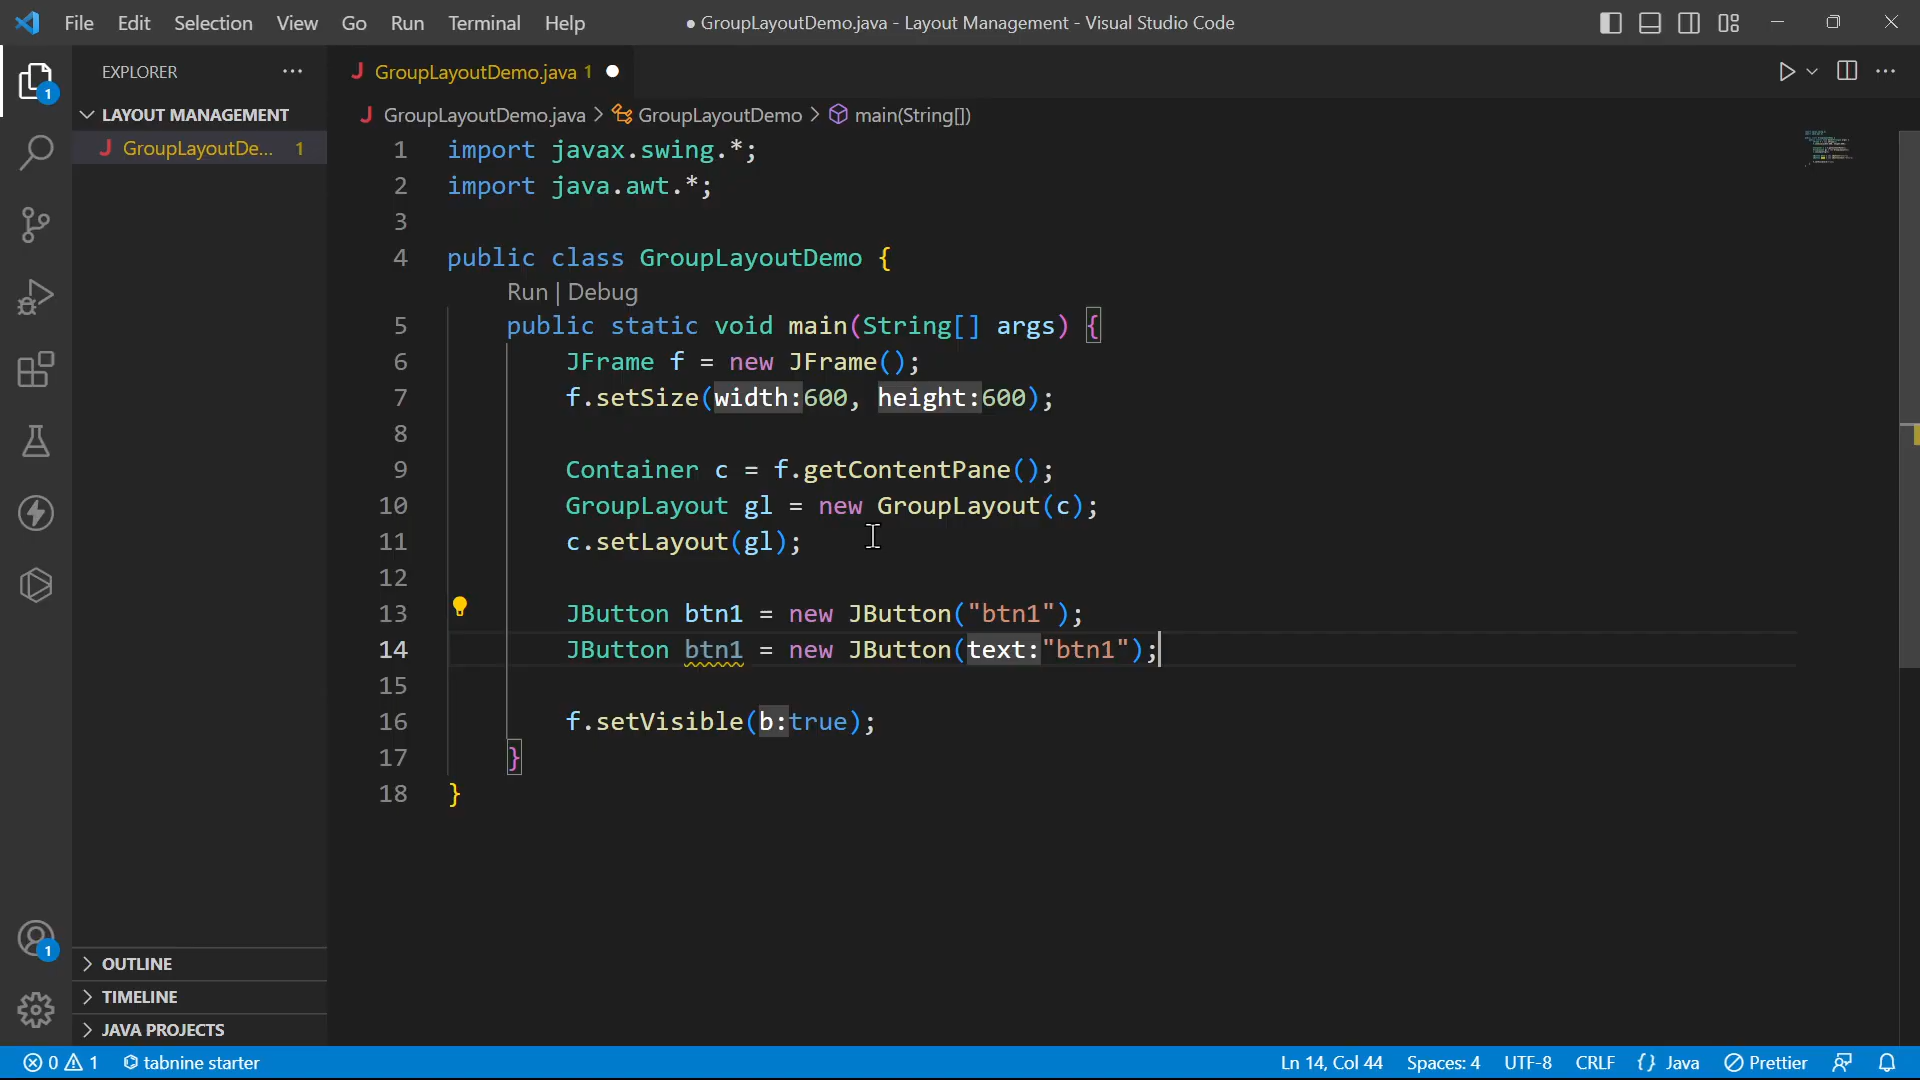 File Edit Selection View Go Run Terminal Help
● GroupLayoutDemo.java - Layout Management - Visual Studio Code
EXPLORER
LAYOUT MANAGEMENT
J GroupLayoutDe... 1
J GroupLayoutDemo.java 1
J GroupLayoutDemo.java > GroupLayoutDemo > main(String[])
1 import javax.swing.*;
2 import java.awt.*;
3
4 public class GroupLayoutDemo {
Run | Debug
5 public static void main(String[] args) {
6 JFrame f = new JFrame();
7 f.setSize(width:600, height:600);
8
9 Container c = f.getContentPane();
10 GroupLayout gl = new GroupLayout(c);
11 c.setLayout(gl);
12
13 JButton btn1 = new JButton("btn1");
14 JButton btn1 = new JButton(text:"btn1");
15
16 f.setVisible(b:true);
17 }
18 }
1
1
OUTLINE
TIMELINE
JAVA PROJECTS
0 1 tabnine starter
Ln 14, Col 44 Spaces: 4 UTF-8 CRLF {} Java Prettier